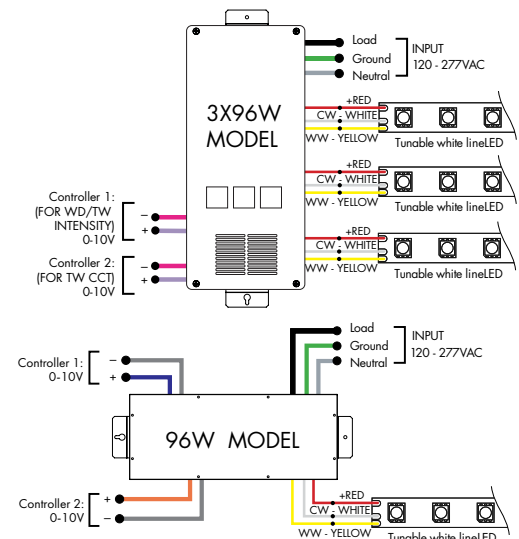 Load
Ground
Neutral
INPUT
120 - 277VAC
3X96W
MODEL
+RED
CW - WHITE
WW - YELLOW
Tunable white lineLED
+RED
CW - WHITE
WW - YELLOW
Tunable white lineLED
+RED
CW - WHITE
WW - YELLOW
Tunable white lineLED
Controller 1:
(FOR WD/TW
INTENSITY)
0-10V
–
+
Controller 2:
(FOR TW CCT)
0-10V
–
+
Load
Ground
Neutral
INPUT
120 - 277VAC
Controller 1:
0-10V
–
+
96W MODEL
Controller 2:
0-10V
+
–
+RED
CW - WHITE
WW - YELLOW
Tunable white lineLED